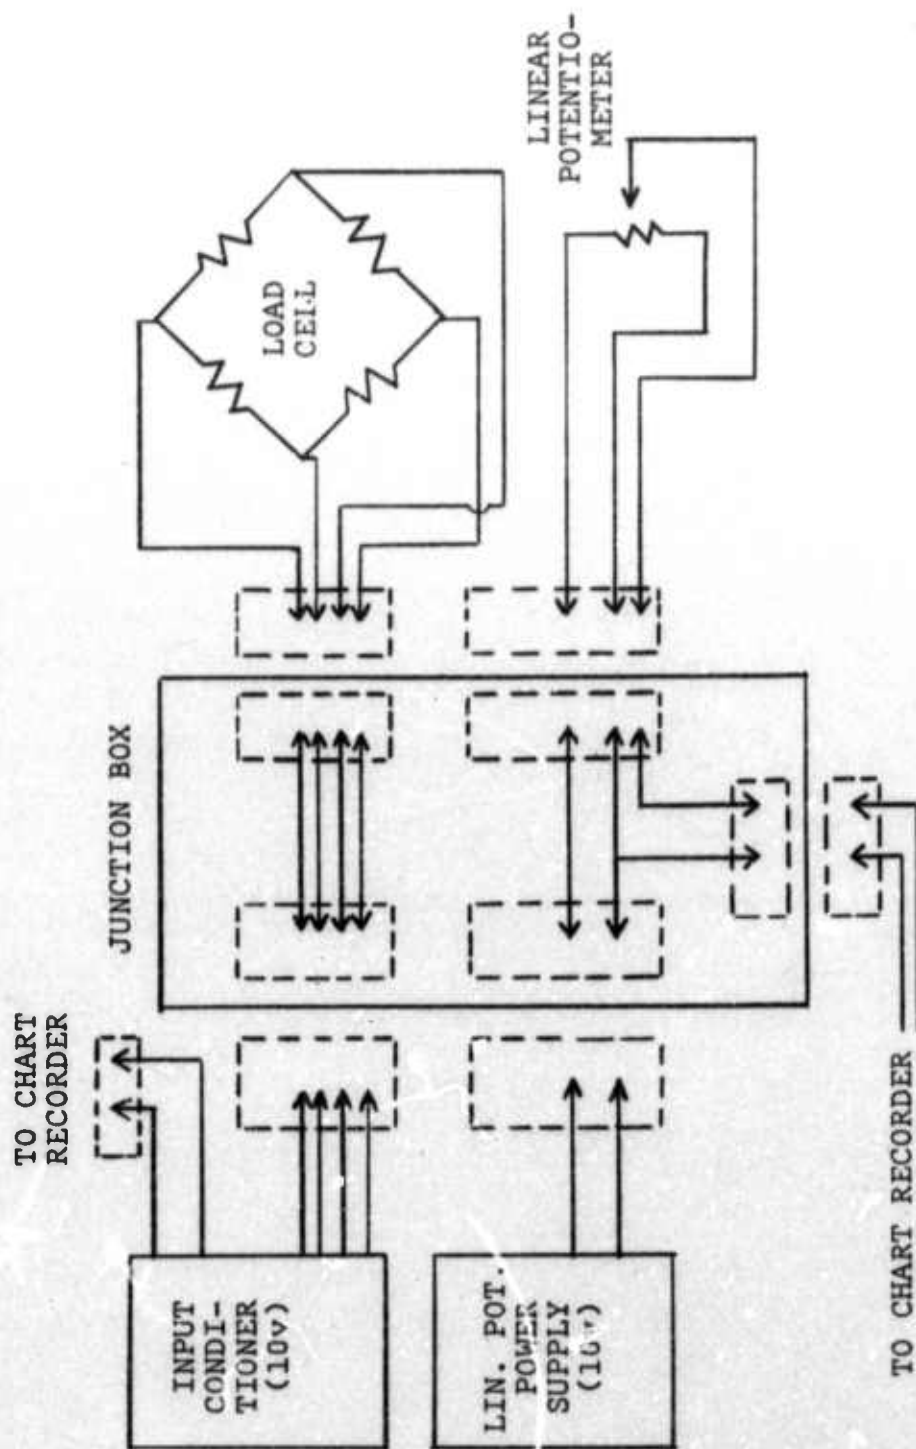 TO CHART
RECORDER
JUNCTION BOX
LOAD
CELL
LINEAR
POTENTIO-
METER
INPUT
CONDI-
TIONER
(10v)
LIN. POT.
POWER
SUPPLY
(10v)
TO CHART RECORDER